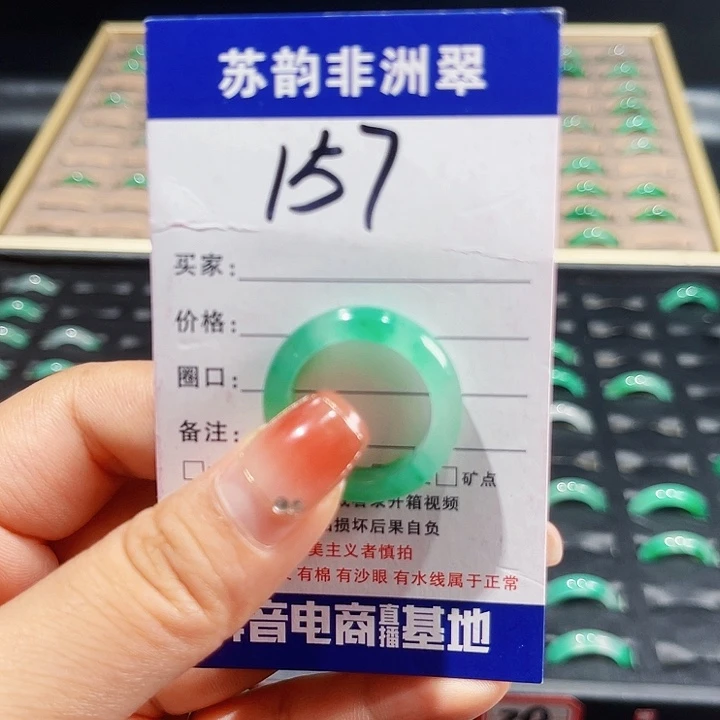 苏韵非洲翠
157
买家:
价格:
圈口:
备注:
矿点
开箱视频
损坏后果自负
美主义者慎拍
有棉 有沙眼 有水线属于正常
音电商直播基地